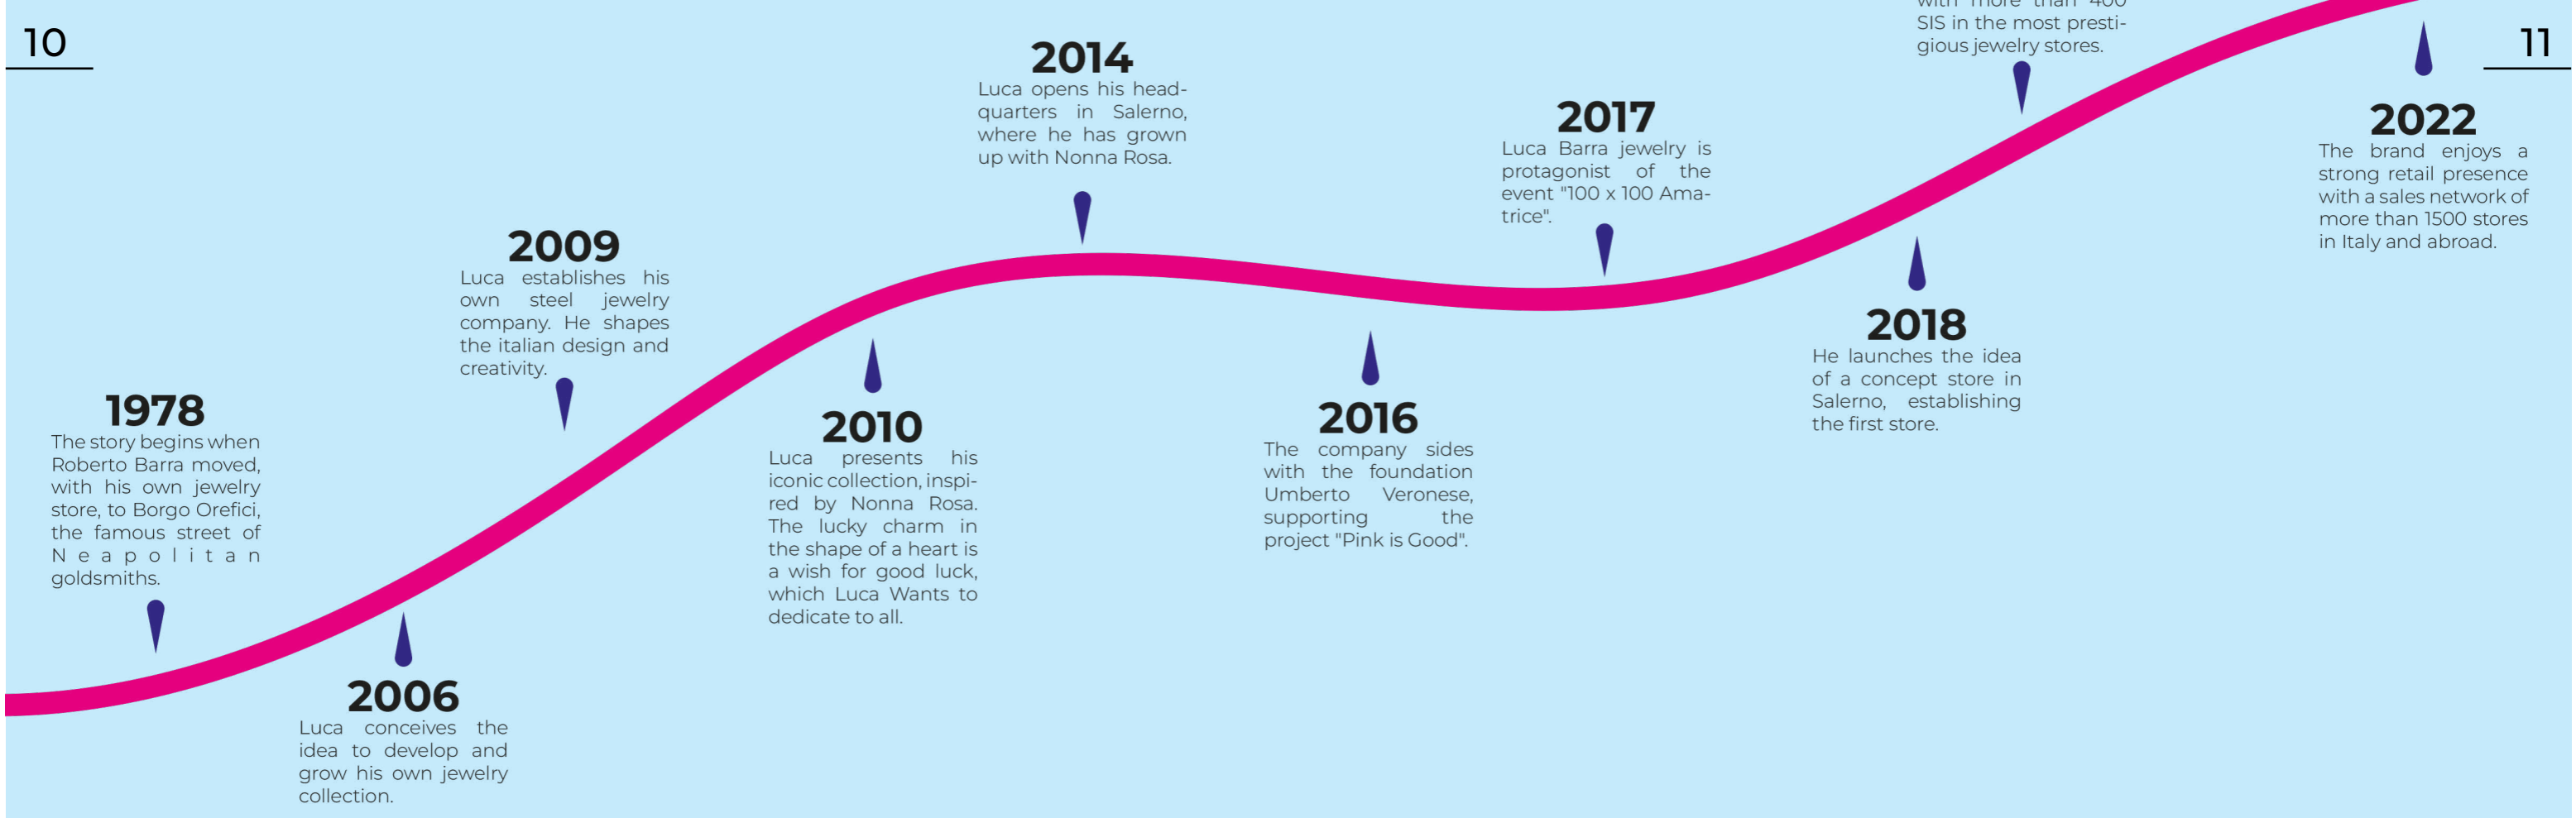 10
1978
The story begins when
Roberto Barra moved,
with his own jewelry
store, to Borgo Orefici,
the famous street of
Neapolitan
goldsmiths.
2006
Luca conceives the
idea to develop and
grow his own jewelry
collection.
2009
Luca establishes his
own steel jewelry
company. He shapes
the italian design and
creativity.
2010
Luca presents his
iconic collection, inspi-
red by Nonna Rosa.
The lucky charm in
the shape of a heart is
a wish for good luck,
which Luca Wants to
dedicate to all.
2014
Luca opens his head-
quarters in Salerno,
where he has grown
up with Nonna Rosa.
2016
The company sides
with the foundation
Umberto Veronese,
supporting the
project "Pink is Good".
2017
Luca Barra jewelry is
protagonist of the
event "100 x 100 Ama-
trice".
2018
He launches the idea
of a concept store in
Salerno, establishing
the first store.
with more than 400
SIS in the most presti-
gious jewelry stores.
2022
The brand enjoys a
strong retail presence
with a sales network of
more than 1500 stores
in Italy and abroad.
11